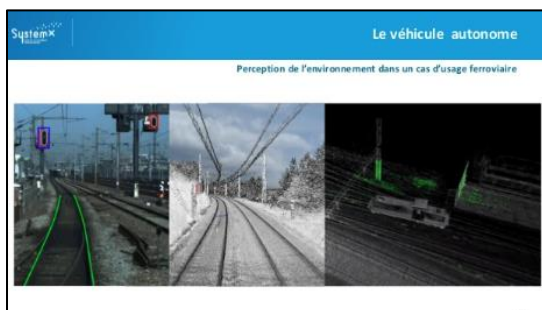 SystemX
Le véhicule autonome
Perception de l'environnement dans un cas d'usage ferroviaire